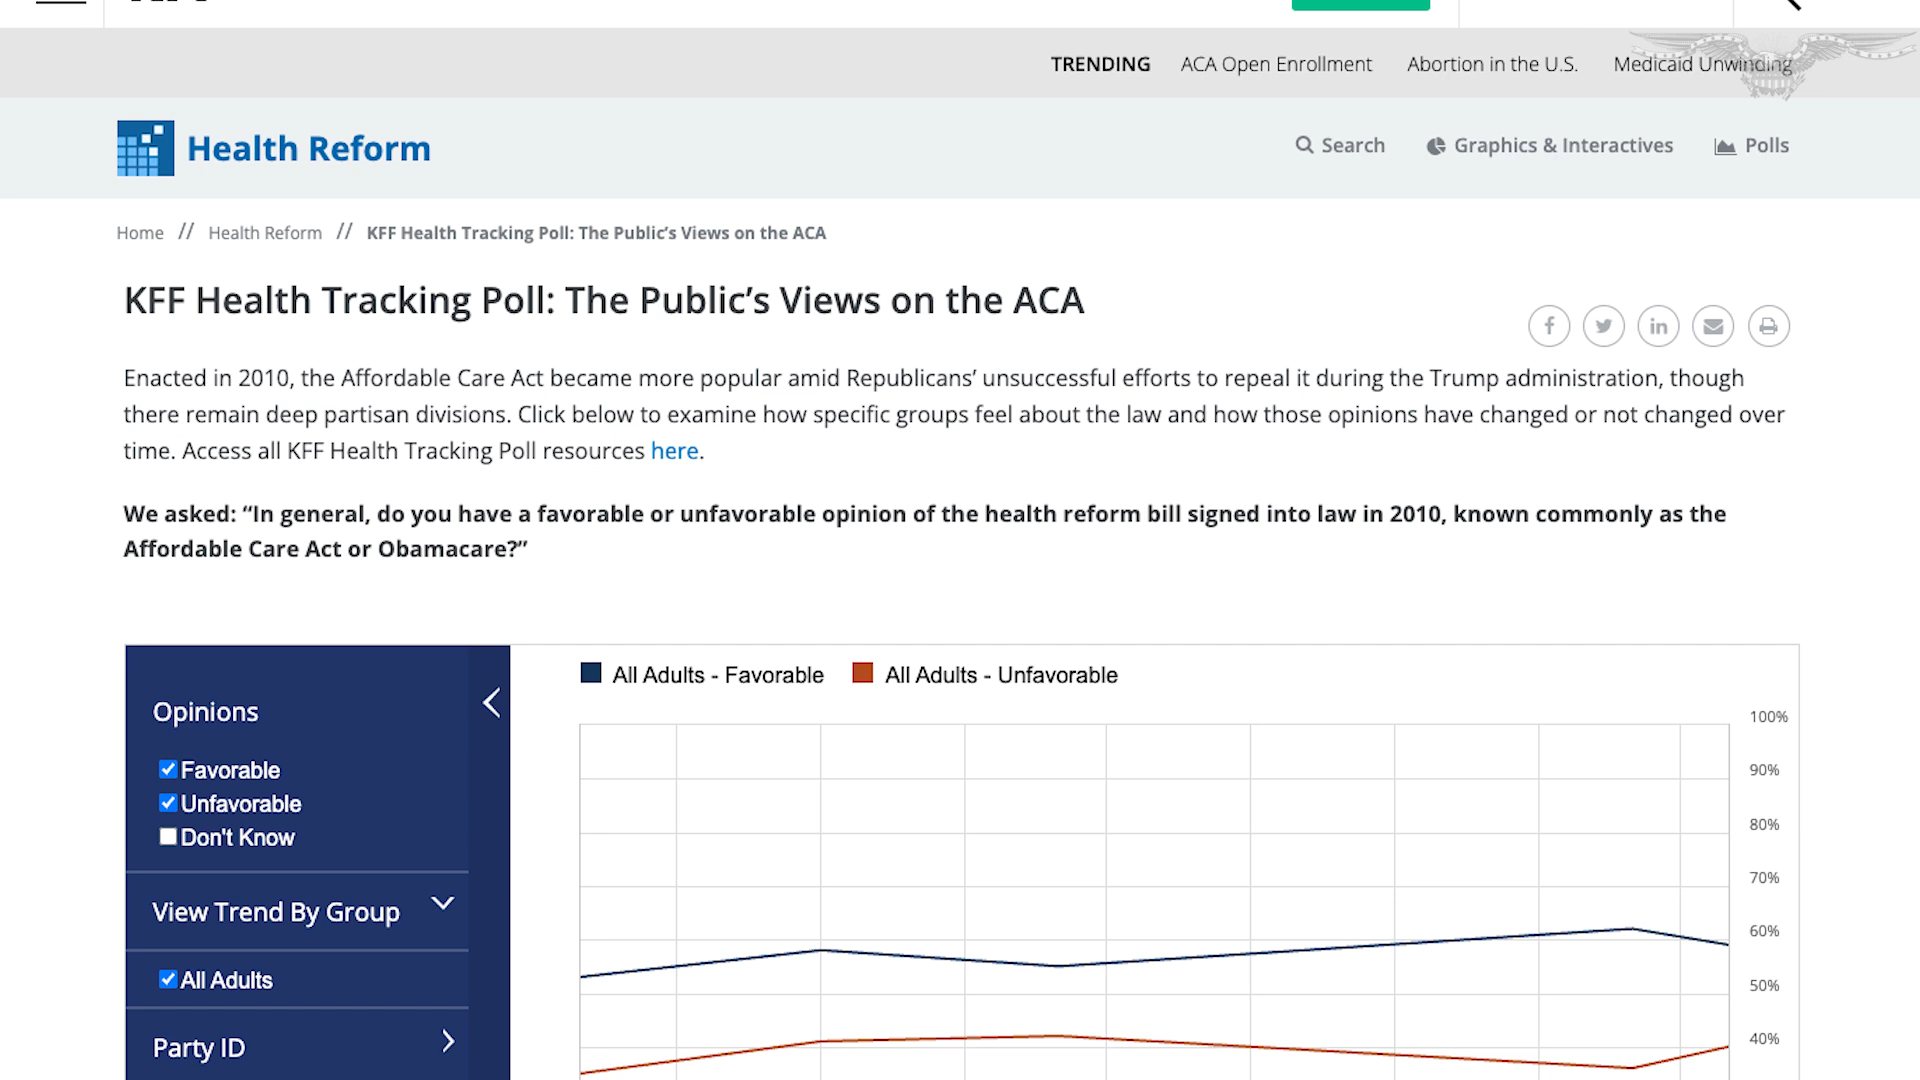 TRENDING ACA Open Enrollment Abortion in the U.S. Medicaid Unwinding
Health Reform
Search Graphics & Interactives Polls
Home // Health Reform // KFF Health Tracking Poll: The Public’s Views on the ACA
KFF Health Tracking Poll: The Public’s Views on the ACA
Enacted in 2010, the Affordable Care Act became more popular amid Republicans’ unsuccessful efforts to repeal it during the Trump administration, though
there remain deep partisan divisions. Click below to examine how specific groups feel about the law and how those opinions have changed or not changed over
time. Access all KFF Health Tracking Poll resources here.
We asked: “In general, do you have a favorable or unfavorable opinion of the health reform bill signed into law in 2010, known commonly as the
Affordable Care Act or Obamacare?”
Opinions
Favorable
Unfavorable
Don't Know
View Trend By Group
All Adults
Party ID
All Adults - Favorable All Adults - Unfavorable
100%
90%
80%
70%
60%
50%
40%